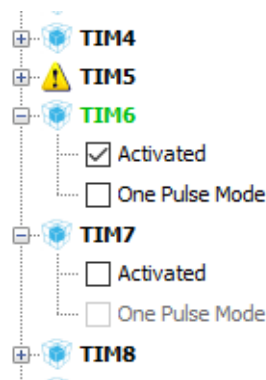 TIM4
TIM5
TIM6
Activated
One Pulse Mode
TIM7
Activated
One Pulse Mode
TIM8